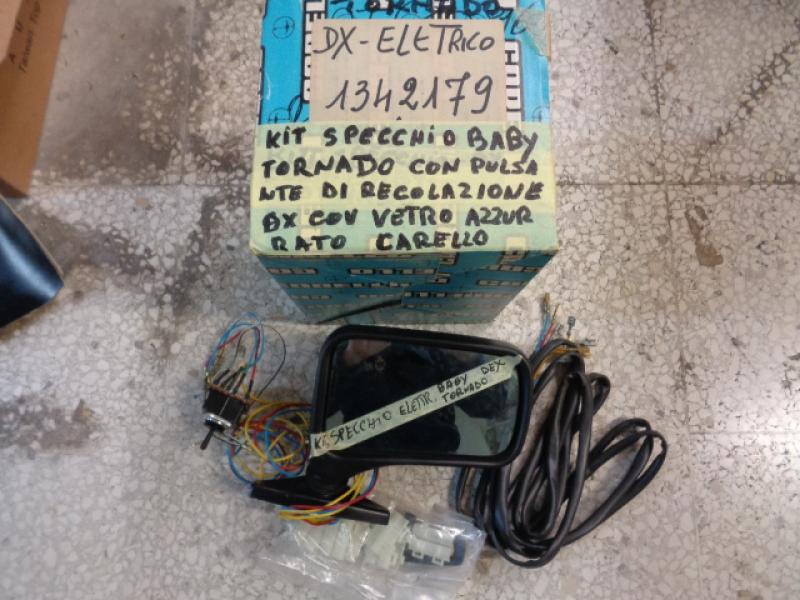 TORNADO
DX-ELETRICO
1342179
KIT SPECCHIO BABY
TORNADO CON PULSA
NTE DI REGOLAZIONE
DX CON VETRO AZZUR
RATO CARELLO
KIT SPECCHIO ELETTR. BABY DEX
TORNADO